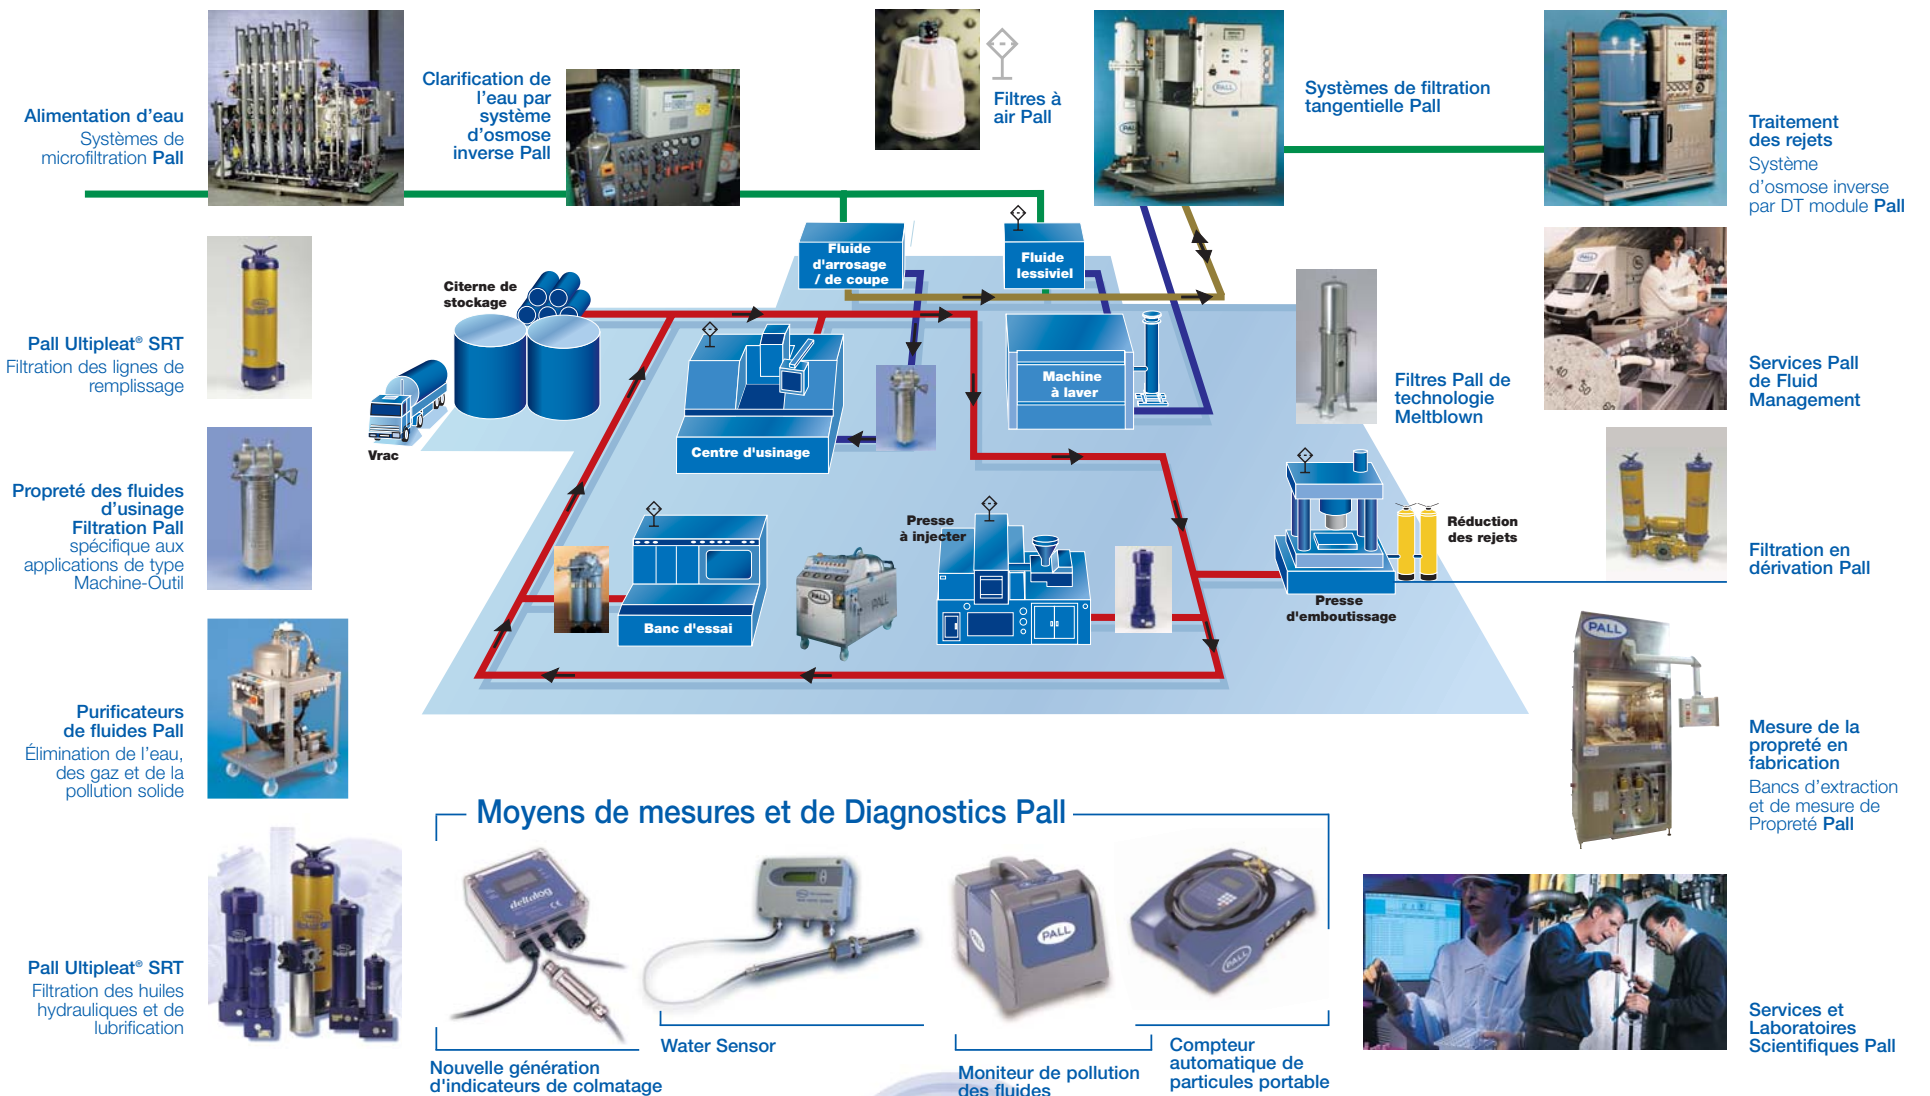 Alimentation d'eau
Systèmes de
microfiltration Pall
Clarification de
l'eau par
système
d'osmose
inverse Pall
Filtres à
air Pall
Systèmes de filtration
tangentielle Pall
Traitement
des rejets
Système
d'osmose inverse
par DT module Pall
Pall Ultipleat® SRT
Filtration des lignes de
remplissage
Citerne de
stockage
Vrac
Fluide
d'arrosage
/ de coupe
Fluide
lessiviel
Centre d'usinage
Machine
à laver
Filtres Pall de
technologie
Meltblown
Services Pall
de Fluid
Management
PALL
Propreté des fluides
d'usinage
Filtration Pall
spécifique aux
applications de type
Machine-Outil
Banc d'essai
PALL
PALL
Presse
à injecter
Presse
d'emboutissage
Réduction
des rejets
Filtration en
dérivation Pall
Purificateurs
de fluides Pall
Élimination de l'eau,
des gaz et de la
pollution solide
PALL
Mesure de la
propreté en
fabrication
Bancs d'extraction
et de mesure de
Propreté Pall
Moyens de mesures et de Diagnostics Pall
deltalog
PALL
PALL
Pall Ultipleat® SRT
Filtration des huiles
hydrauliques et de
lubrification
Nouvelle génération
d'indicateurs de colmatage
Water Sensor
Moniteur de pollution
des fluides
Compteur
automatique de
particules portable
Services et
Laboratoires
Scientifiques Pall